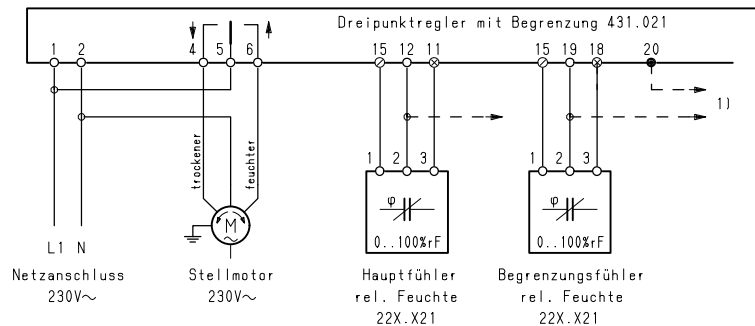 Dreipunktregler mit Begrenzung 431.021
1 2 4 5 6 15 12 11 15 19 18 20
1)
trockener
feuchter
1 2 3 1 2 3
M
φ φ
0..100%rF 0..100%rF
L1 N
Netzanschluss
230V~
Stellmotor
230V~
Hauptfühler
rel. Feuchte
22X.X21
Begrenzungsfühler
rel. Feuchte
22X.X21